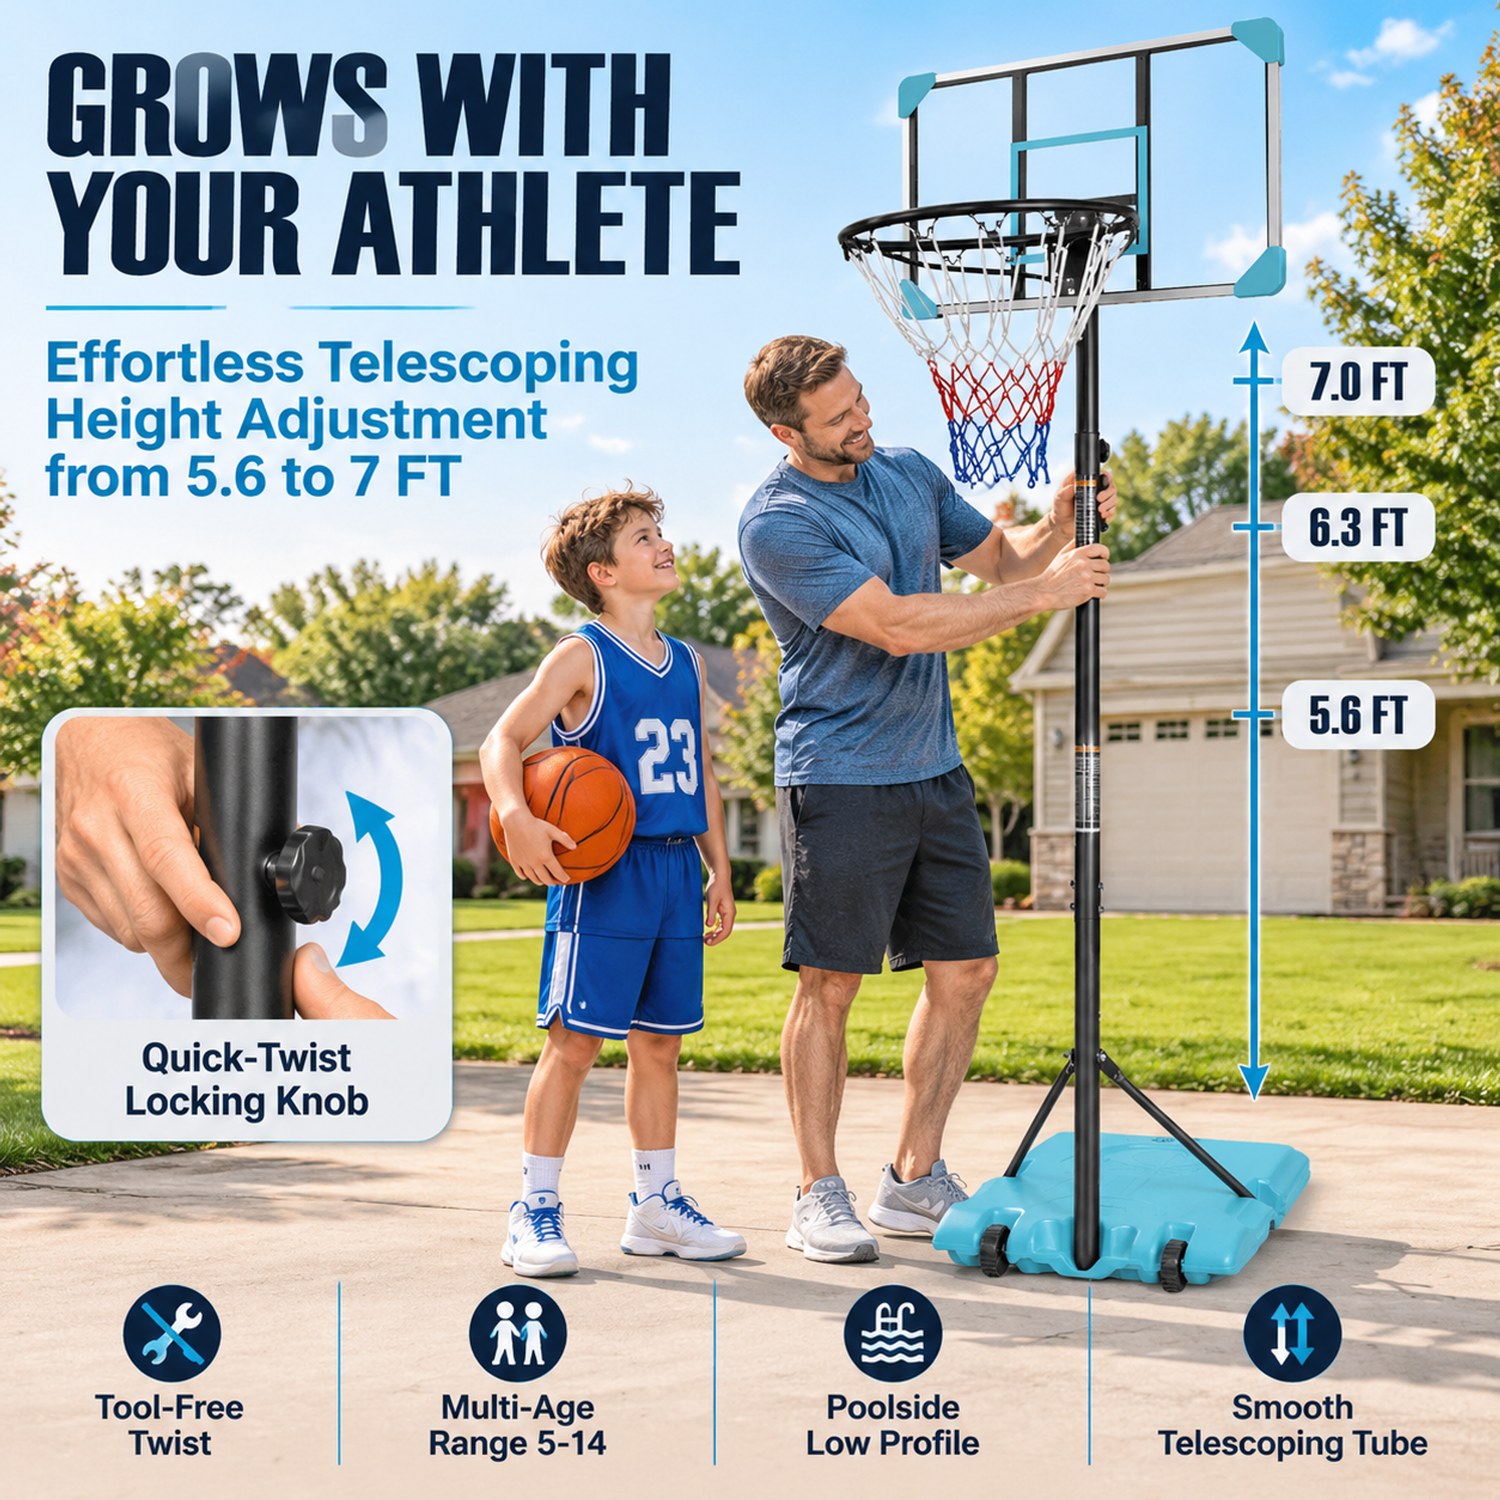 GROWS WITH
YOUR ATHLETE
Effortless Telescoping
Height Adjustment
from 5.6 to 7 FT
7.0 FT
6.3 FT
5.6 FT
23
Quick-Twist
Locking Knob
Tool-Free
Twist
Multi-Age
Range 5-14
Poolside
Low Profile
Smooth
Telescoping Tube